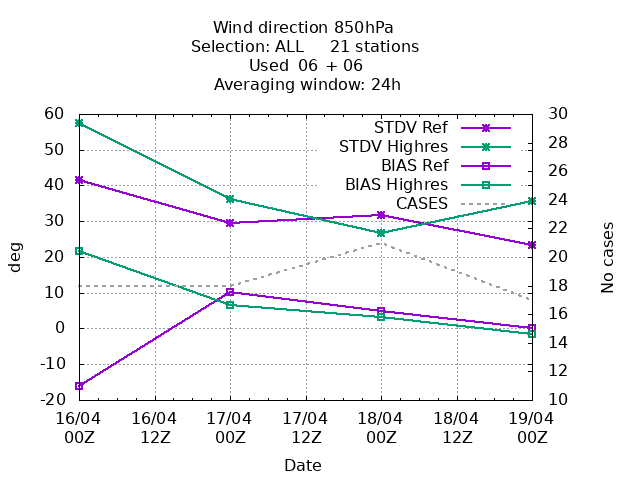 Wind direction 850hPa
Selection: ALL 21 stations
Used 06 + 06
Averaging window: 24h
60 30
STDV Ref
28
STDV Highres
50
26
BIAS Ref
40
BIAS Highres
24
CASES
30
22
20
20
deg
No cases
10
18
16
0
14
-10
12
-20 10
16/04 16/04 17/04 17/04 18/04 18/04 19/04
00Z 12Z 00Z 12Z 00Z 12Z 00Z
Date